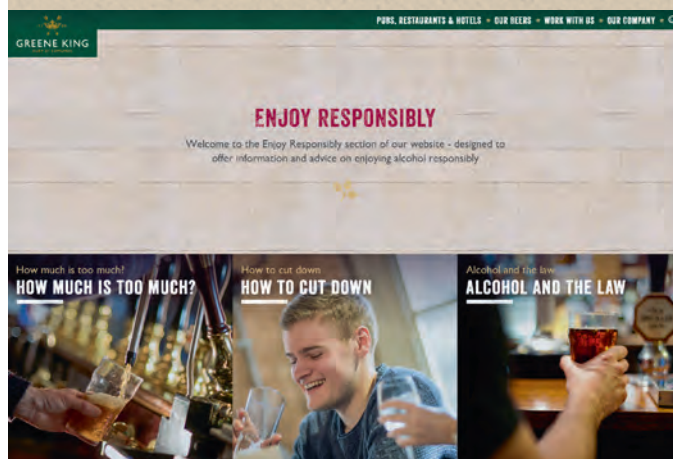 PUBS, RESTAURANTS & HOTELS OUR BEERS WORK WITH US OUR COMPANY
GREENE KING
ENJOY RESPONSIBLY
Welcome to the Enjoy Responsibly section of our website - designed to
offer information and advice on enjoying alcohol responsibly
How much is too much?
HOW MUCH IS TOO MUCH?
How to cut down
HOW TO CUT DOWN
Alcohol and the law
ALCOHOL AND THE LAW